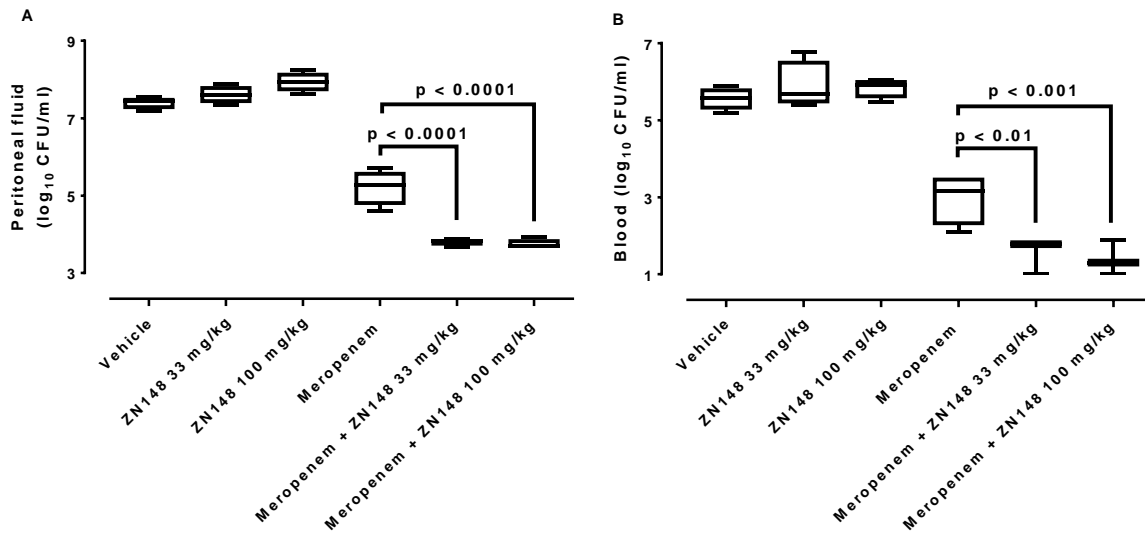 A
Peritoneal fluid
(log10 CFU/ml)
9
7
5
3
p < 0.0001
p < 0.0001
Vehicle
ZN148 33 mg/kg
ZN148 100 mg/kg
Meropenem
Meropenem + ZN148 33 mg/kg
Meropenem + ZN148 100 mg/kg
B
Blood (log10 CFU/ml)
7
5
3
1
p < 0.001
p < 0.01
Vehicle
ZN148 33 mg/kg
ZN148 100 mg/kg
Meropenem
Meropenem + ZN148 33 mg/kg
Meropenem + ZN148 100 mg/kg